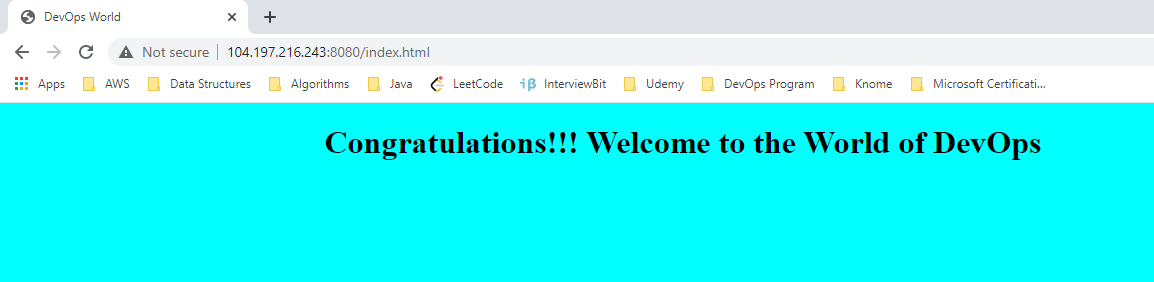 DevOps World
Not secure 104.197.216.243:8080/index.html
Apps AWS Data Structures Algorithms Java LeetCode iβ InterviewBit Udemy DevOps Program Knome Microsoft Certificati...
Congratulations!!! Welcome to the World of DevOps